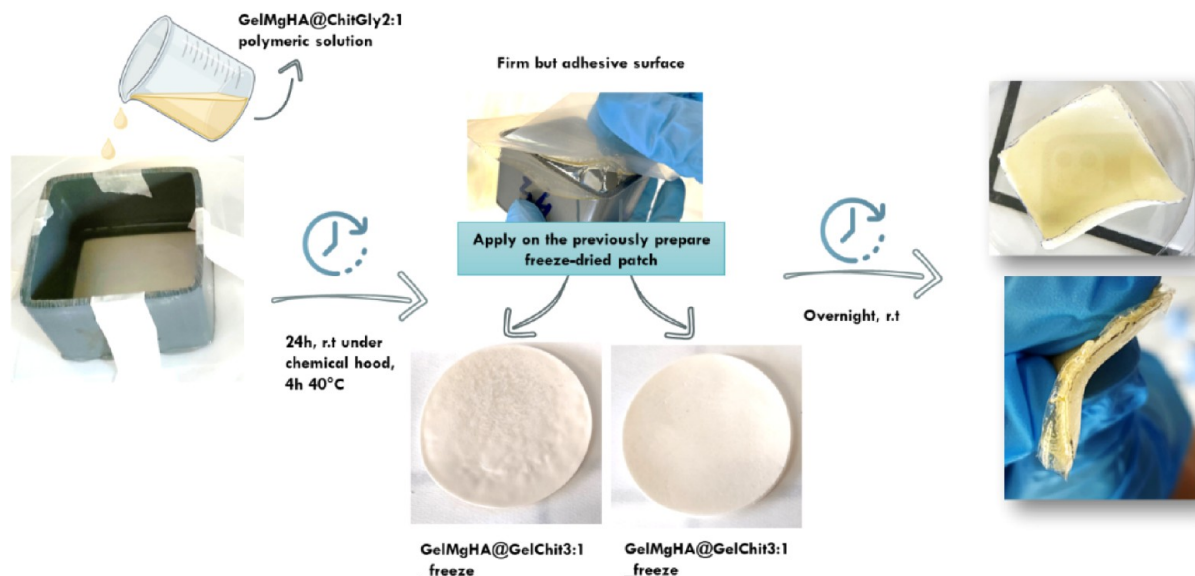 GelMgHA@ChitGly2:1
polymeric solution
Firm but adhesive surface
Apply on the previously prepare
freeze-dried patch
24h, r.t under
chemical hood,
4h 40°C
Overnight, r.t
GelMgHA@GelChit3:1
_freeze
GelMgHA@GelChit3:1
_freeze